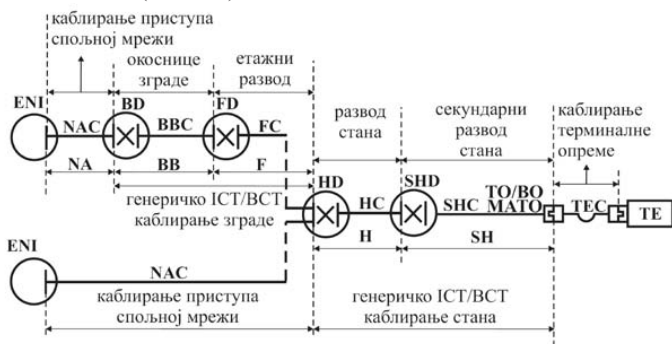 каблирање приступа
спољној мрежи
окоснице
зграде
етажни
развод
ENI
BD
FD
NAC
BBC
FC
NA
BB
F
развод
стана
секундарни
развод
стана
каблирање
терминалне
опреме
генеричко ICT/BCT
каблирање зграде
HD
SHD
HC
SHC
TO/BO
MATO
TEC
TE
H
SH
ENI
NAC
каблирање приступа
спољној мрежи
генеричко ICT/BCT
каблирање стана